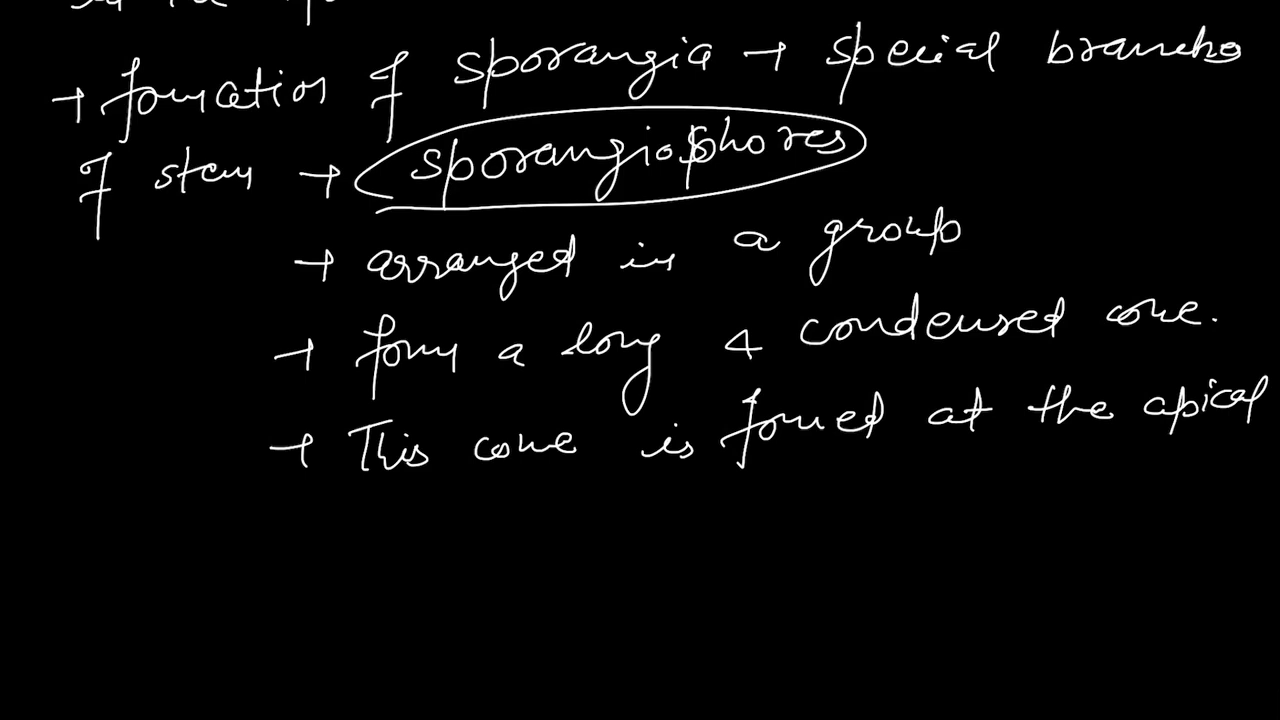 → formation of sporangia → special branches
of stem → sporangiophores
→ arranged in a group
→ form a long & condensed cone.
→ This cone is formed at the apical